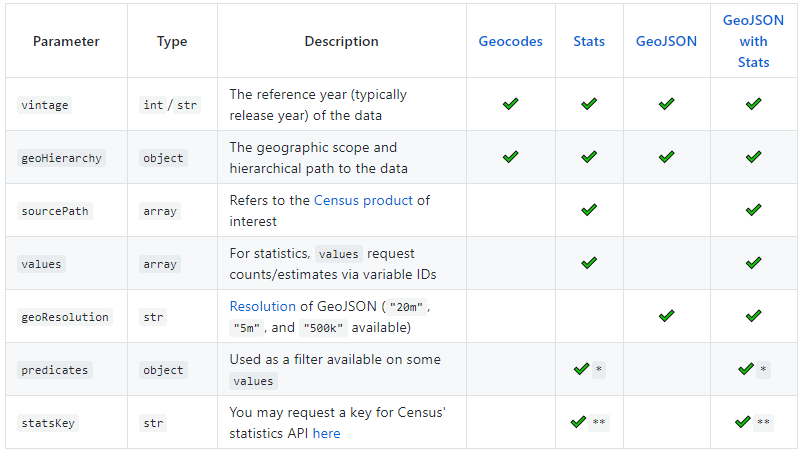 Parameter Type Description Geocodes Stats GeoJSON GeoJSON
with
Stats
vintage int / str The reference year (typically
release year) of the data ✔ ✔ ✔ ✔
geoHierarchy object The geographic scope and
hierarchical path to the data ✔ ✔ ✔ ✔
sourcePath array Refers to the Census product of
interest ✔ ✔
values array For statistics, values request
counts/estimates via variable IDs ✔ ✔
geoResolution str Resolution of GeoJSON ( "20m" ,
"5m" , and "500k" available) ✔ ✔
predicates object Used as a filter available on some
values ✔ * ✔ *
statsKey str You may request a key for Census'
statistics API here ✔ ** ✔ **